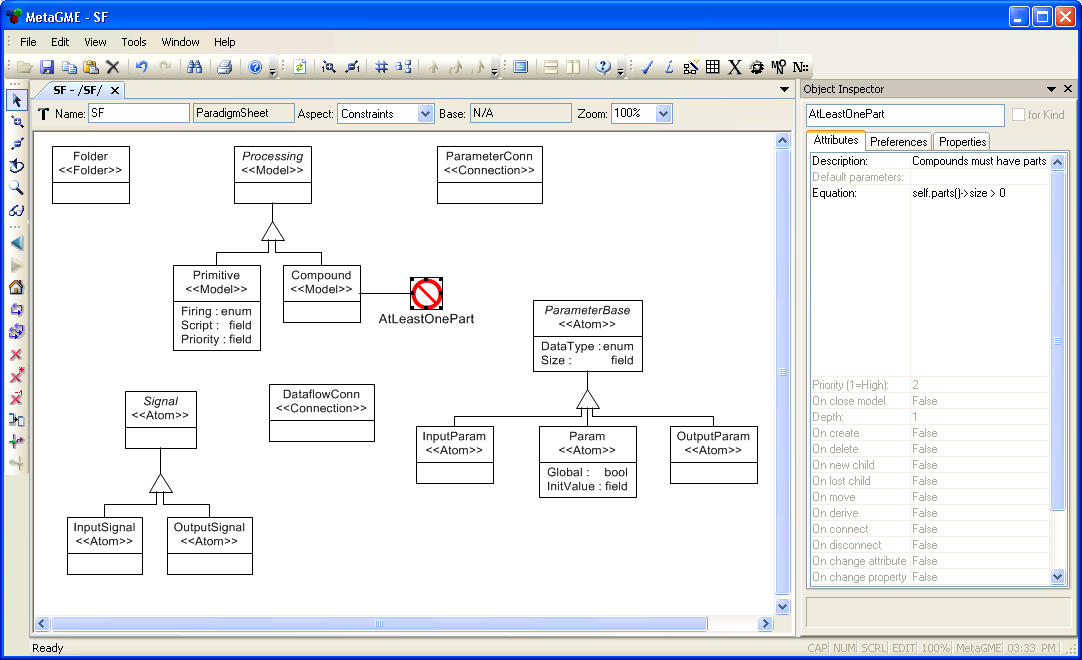 MetaGME - SF
File Edit View Tools Window Help
SF - /SF/
Name: SF ParadigmSheet Aspect: Constraints Base: N/A Zoom: 100%
Folder
<<Folder>>
Processing
<<Model>>
ParameterConn
<<Connection>>
Primitive
<<Model>>
Firing : enum
Script : field
Priority : field
Compound
<<Model>>
AtLeastOnePart
ParameterBase
<<Atom>>
DataType : enum
Size : field
Signal
<<Atom>>
DataflowConn
<<Connection>>
InputParam
<<Atom>>
Param
<<Atom>>
Global : bool
InitValue : field
OutputParam
<<Atom>>
InputSignal
<<Atom>>
OutputSignal
<<Atom>>
Object Inspector
AtLeastOnePart for Kind
Attributes Preferences Properties
Description: Compounds must have parts
Default parameters:
Equation: self.parts()->size > 0
Priority (1=High): 2
On close model False
Depth: 1
On create False
On delete False
On new child False
On lost child False
On move False
On derive False
On connect False
On disconnect False
On change attribute False
On change property False
Ready CAP NUM SCRL EDIT 100% MetaGME 03:33 PM